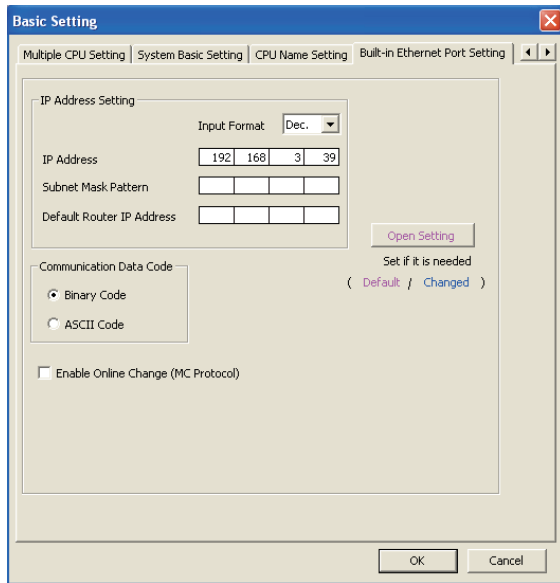 Basic Setting
Multiple CPU Setting System Basic Setting CPU Name Setting Built-in Ethernet Port Setting
IP Address Setting
Input Format Dec.
IP Address 192 168 3 39
Subnet Mask Pattern
Default Router IP Address
Open Setting
Set if it is needed
( Default / Changed )
Communication Data Code
Binary Code
ASCII Code
Enable Online Change (MC Protocol)
OK Cancel